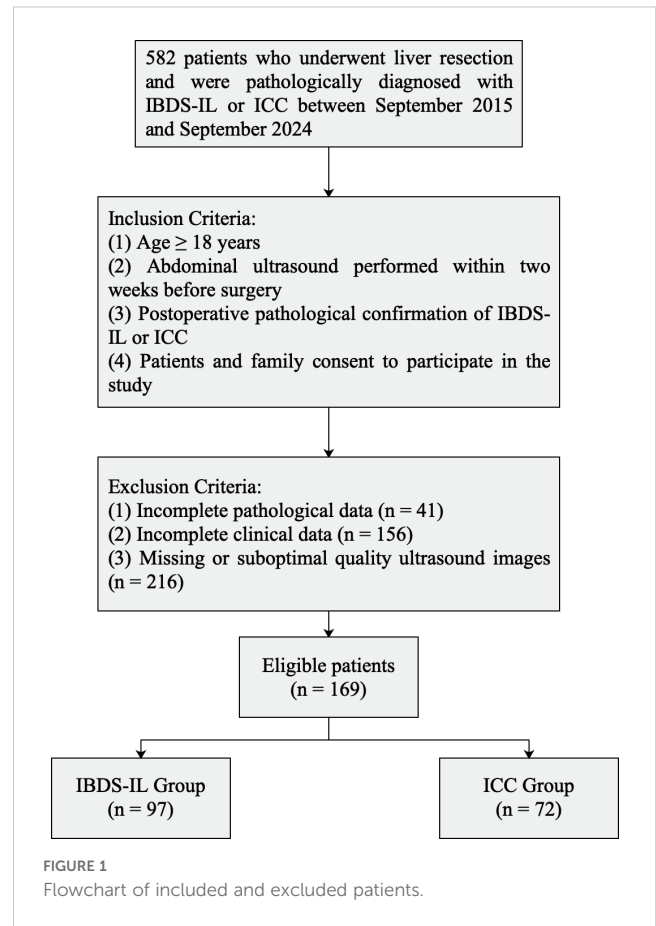 582 patients who underwent liver resection
and were pathologically diagnosed with
IBDS-IL or ICC between September 2015
and September 2024
Inclusion Criteria:
(1) Age ≥ 18 years
(2) Abdominal ultrasound performed within two
weeks before surgery
(3) Postoperative pathological confirmation of IBDS-
IL or ICC
(4) Patients and family consent to participate in the
study
Exclusion Criteria:
(1) Incomplete pathological data (n = 41)
(2) Incomplete clinical data (n = 156)
(3) Missing or suboptimal quality ultrasound images
(n = 216)
Eligible patients
(n = 169)
IBDS-IL Group
(n = 97)
ICC Group
(n = 72)
FIGURE 1
Flowchart of included and excluded patients.